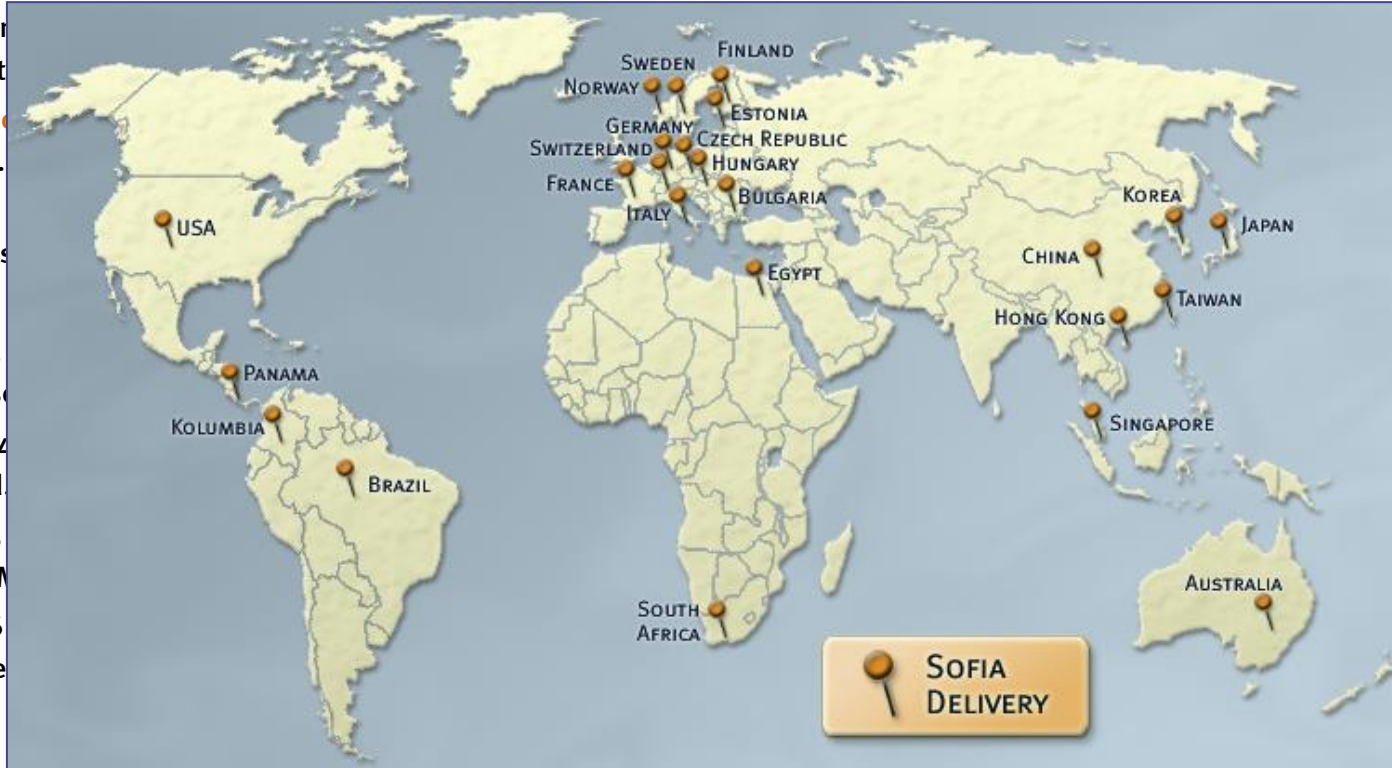 FINLAND
SWEDEN
NORWAY
ESTONIA
GERMANY
CZECH REPUBLIC
SWITZERLAND
HUNGARY
FRANCE
BULGARIA
ITALY
KOREA
USA
JAPAN
CHINA
EGYPT
TAIWAN
HONG KONG
PANAMA
KOLUMBIA
SINGAPORE
BRAZIL
AUSTRALIA
SOUTH
AFRICA
SOFIA
DELIVERY